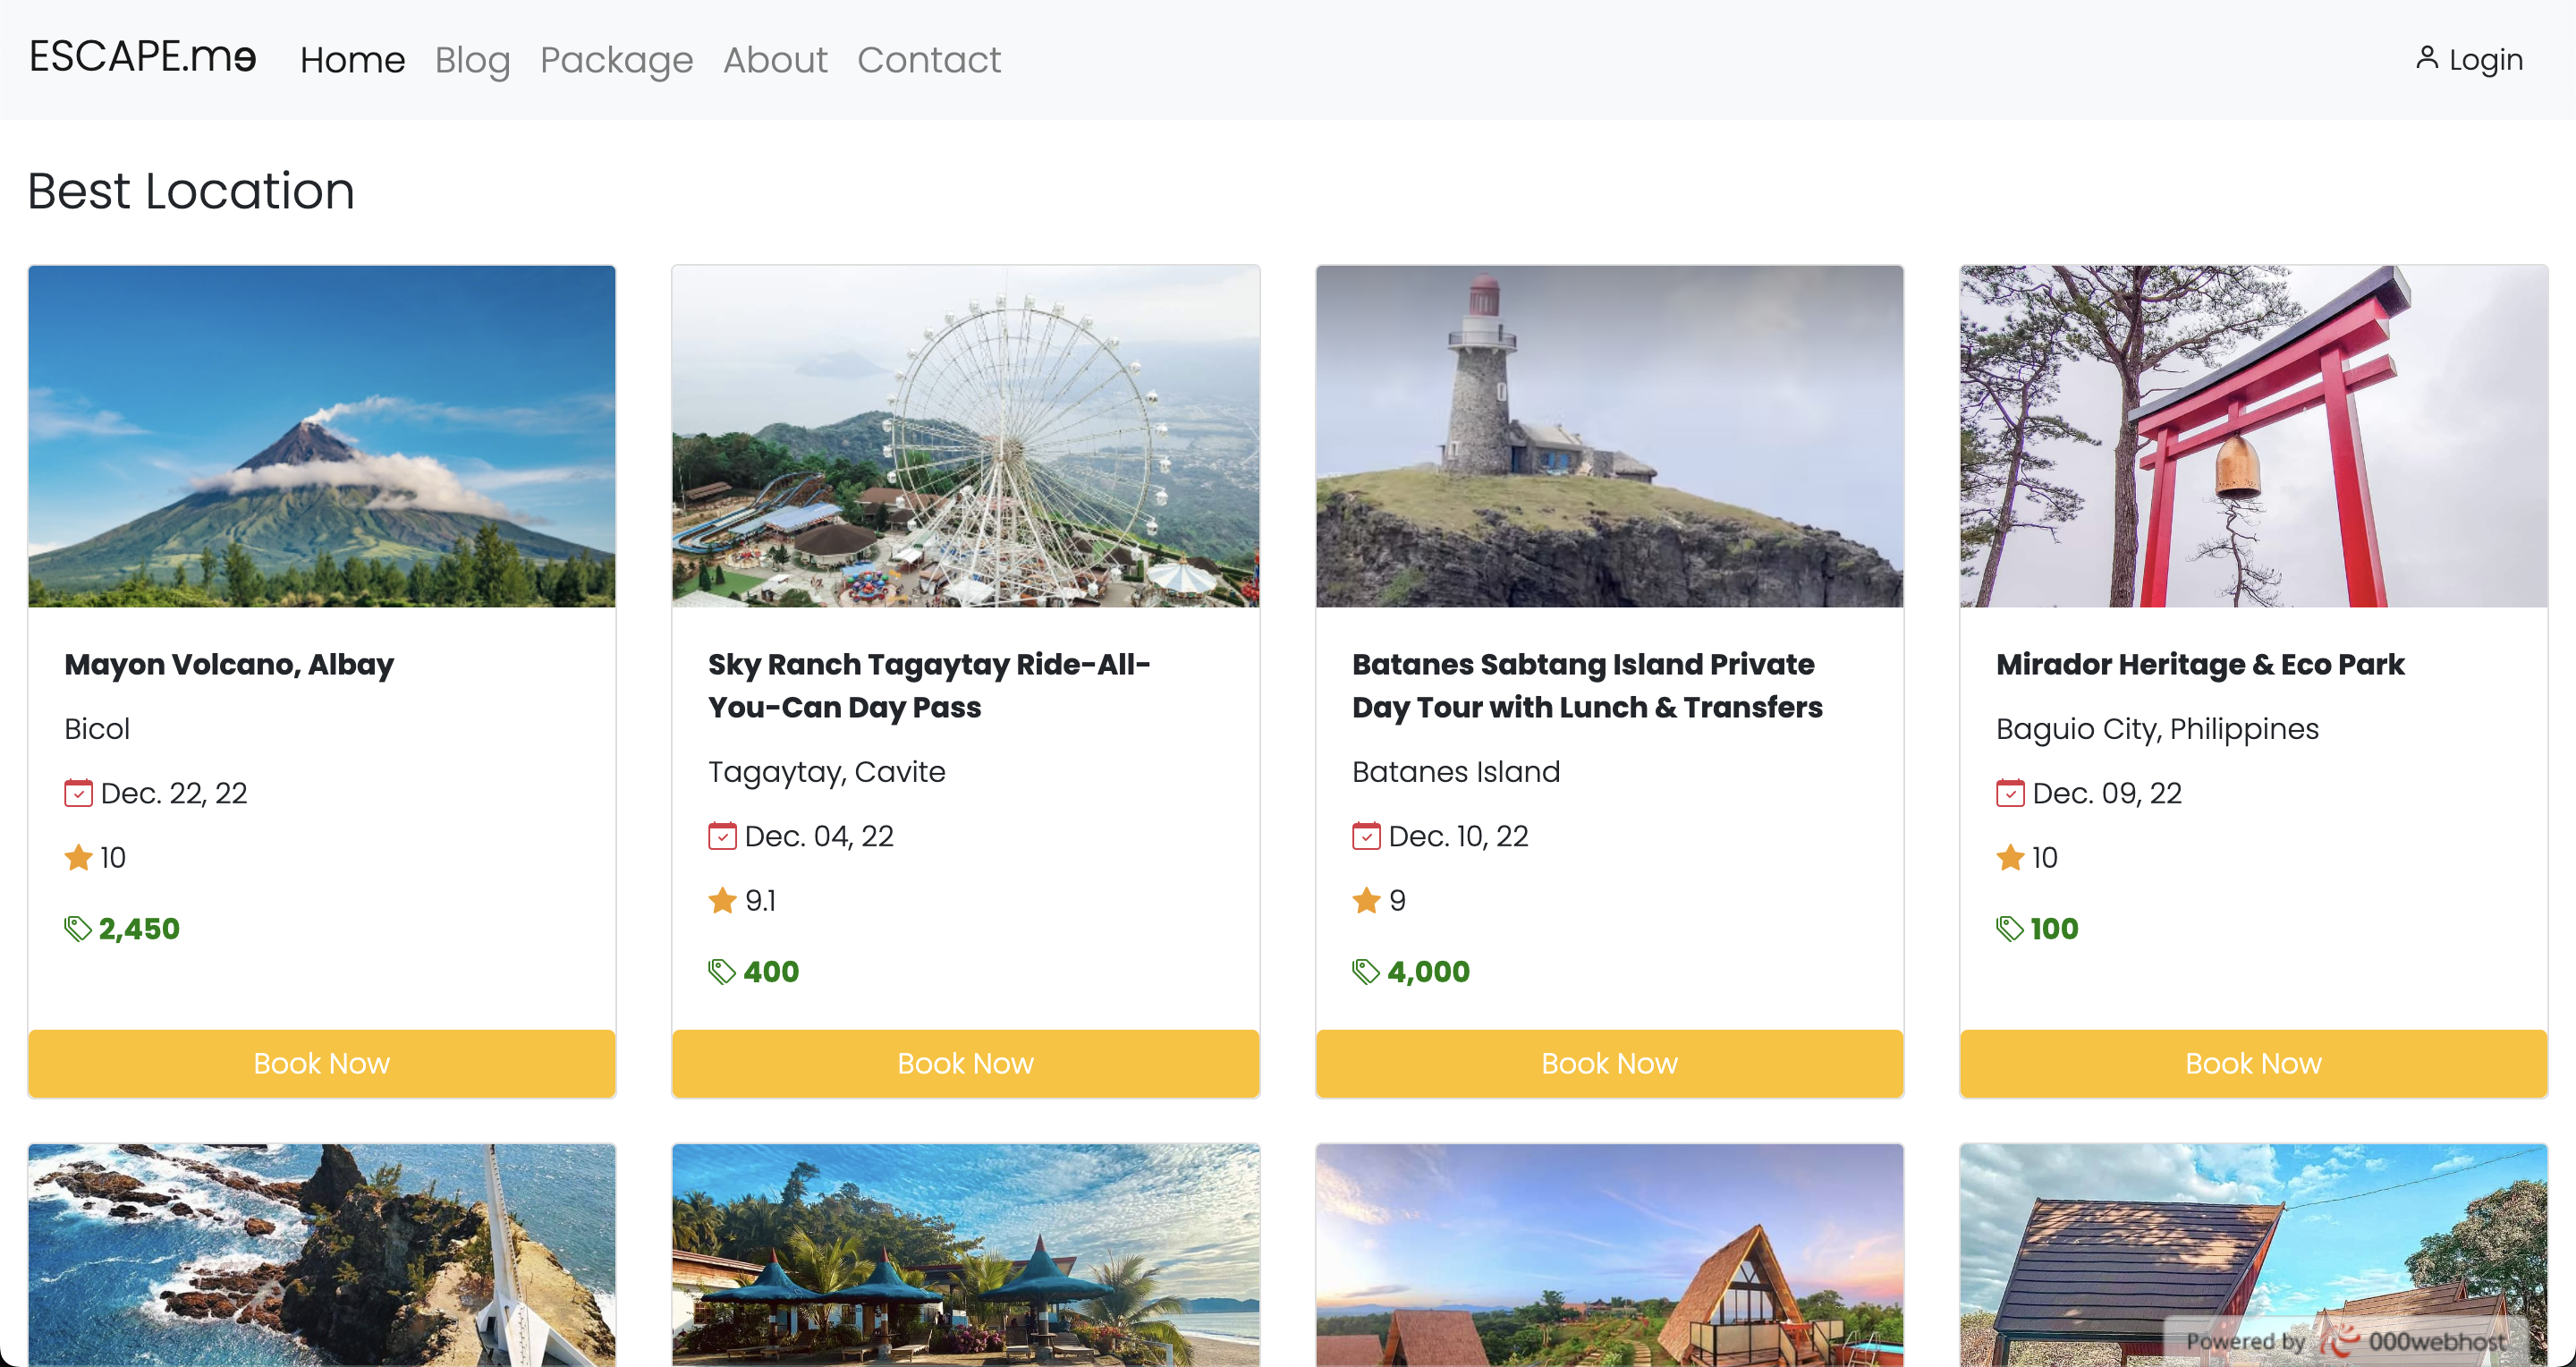 ESCAPE.mɘ Home Blog Package About Contact Login
Best Location
Mayon Volcano, Albay
Bicol
Dec. 22, 22
10
2,450
Book Now
Sky Ranch Tagaytay Ride-All-
You-Can Day Pass
Tagaytay, Cavite
Dec. 04, 22
9.1
400
Book Now
Batanes Sabtang Island Private
Day Tour with Lunch & Transfers
Batanes Island
Dec. 10, 22
9
4,000
Book Now
Mirador Heritage & Eco Park
Baguio City, Philippines
Dec. 09, 22
10
100
Book Now
Powered by 000webhost